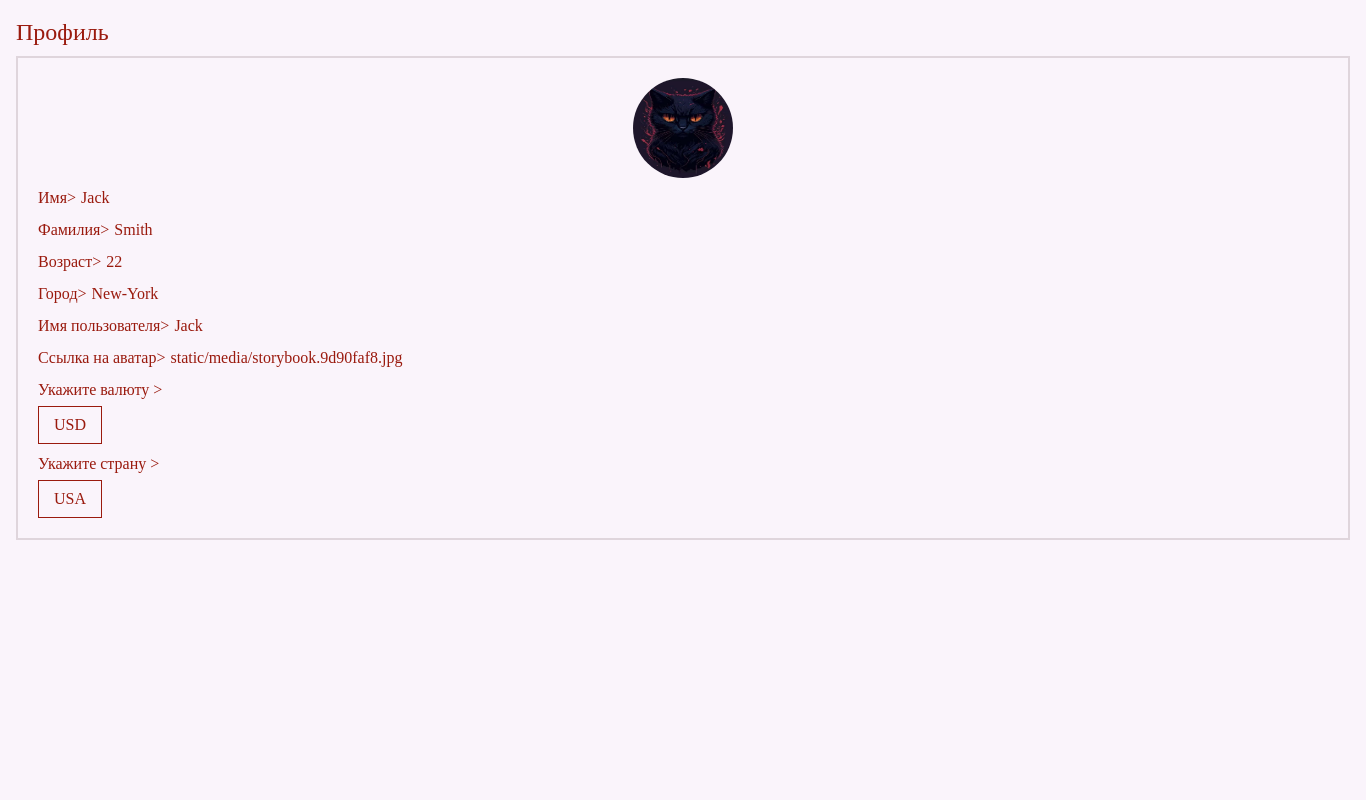 Профиль
Имя> Jack
Фамилия> Smith
Возраст> 22
Город> New-York
Имя пользователя> Jack
Ссылка на аватар> static/media/storybook.9d90faf8.jpg
Укажите валюту >
USD
Укажите страну >
USA